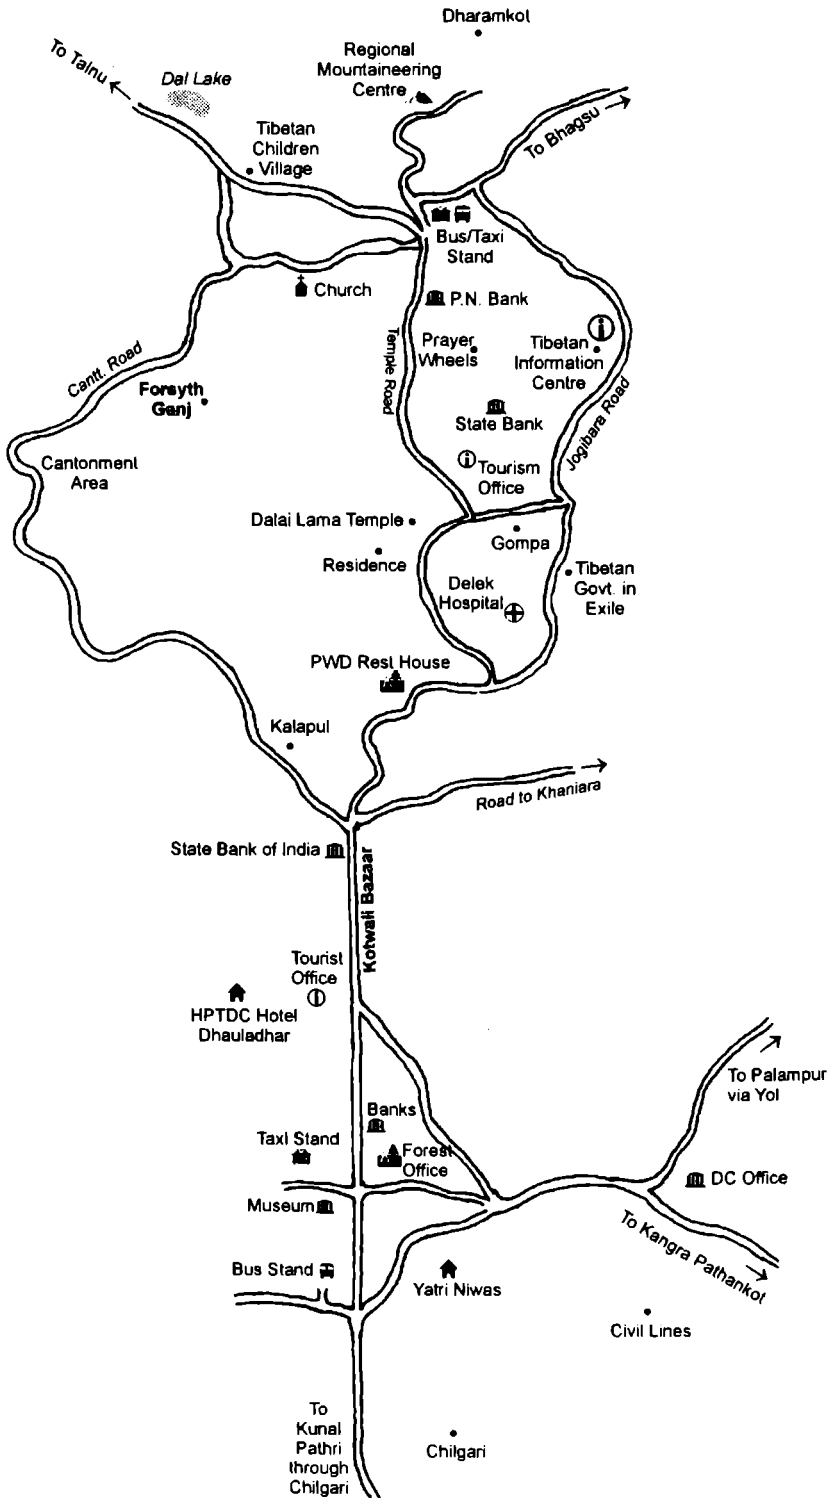 Dharamkot
To Talnu
Dal Lake
Regional
Mountaineering
Centre
To Bhagsu
Tibetan
Children
Village
Bus/Taxi
Stand
Church
P.N. Bank
Cantt. Road
Temple Road
Prayer
Wheels
Tibetan
Information
Centre
Forsyth
Ganj
Jogibara Road
State Bank
Cantonment
Area
Tourism
Office
Dalai Lama Temple
Gompa
Residence
Delek
Hospital
Tibetan
Govt. in
Exile
PWD Rest House
Kalapul
Road to Khaniara
State Bank of India
Kotwali Bazaar
Tourist
Office
HPTDC Hotel
Dhauladhar
To Palampur
via Yol
Banks
Taxi Stand
Forest
Office
DC Office
Museum
To Kangra Pathankot
Bus Stand
Yatri Niwas
Civil Lines
To
Kunal
Pathri
through
Chilgari
Chilgari